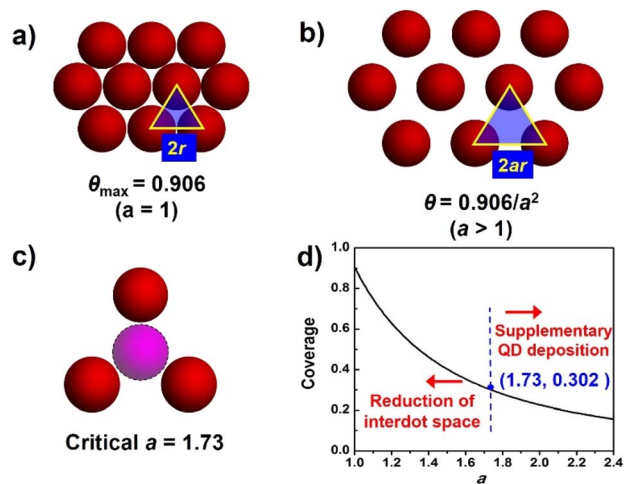 a)
2r
θmax = 0.906
(a = 1)
b)
2ar
θ = 0.906/a²
(a > 1)
c)
Critical a = 1.73
d)
Coverage
1.0
0.8
0.6
0.4
0.2
0.0
Supplementary
QD deposition
(1.73, 0.302 )
Reduction of
interdot space
1.0 1.2 1.4 1.6 1.8 2.0 2.2 2.4
a